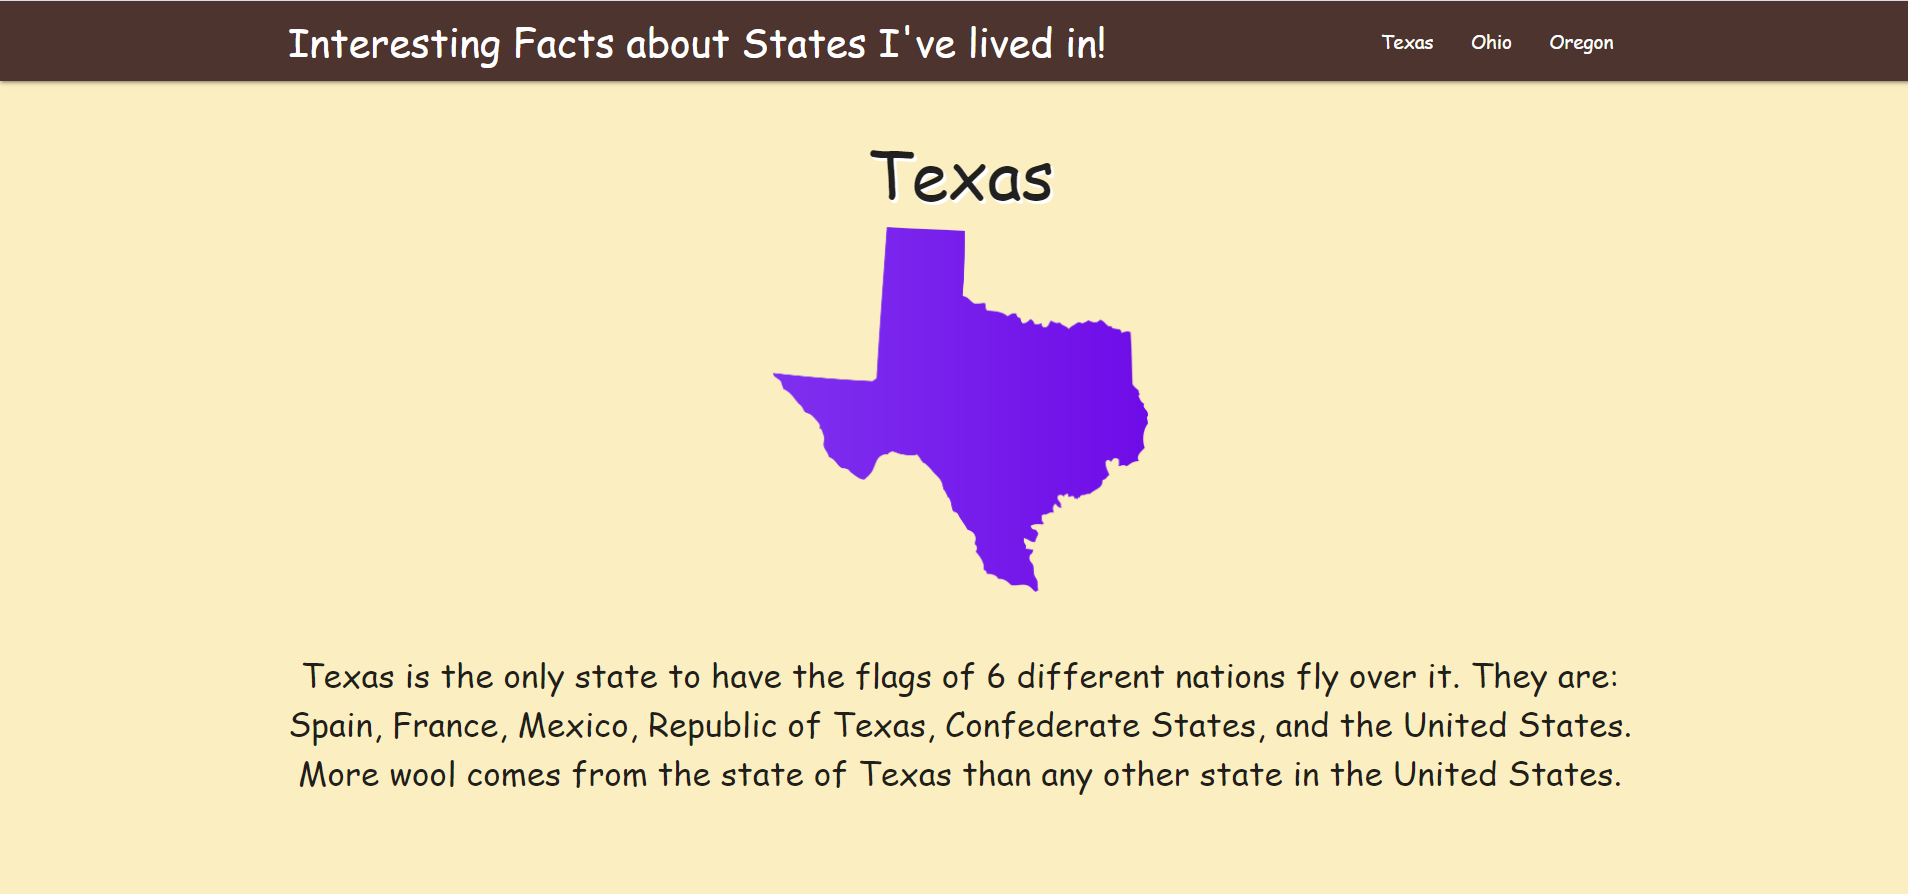 Interesting Facts about States I've lived in!
Texas Ohio Oregon
Texas
Texas is the only state to have the flags of 6 different nations fly over it. They are:
Spain, France, Mexico, Republic of Texas, Confederate States, and the United States.
More wool comes from the state of Texas than any other state in the United States.